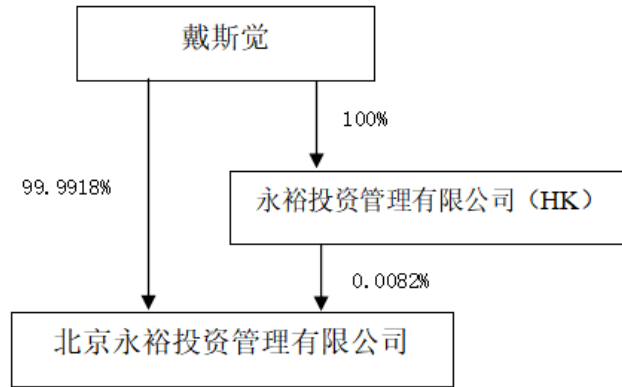 戴斯觉
100%
99.9918%
永裕投资管理有限公司（HK）
0.0082%
北京永裕投资管理有限公司